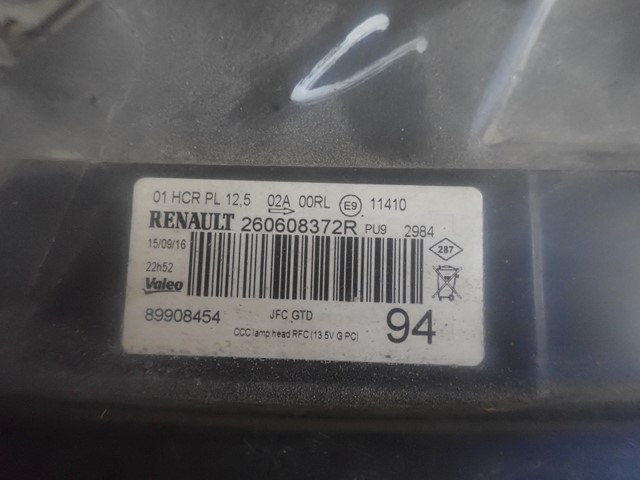 01 HCR PL 12,5 02A 00RL E9 11410
RENAULT 260608372R PU9 2984
15/09/16
287
22h52
Valeo
89908454 JFC GTD 94
CCC lamp head RFC (13.5V G PC)